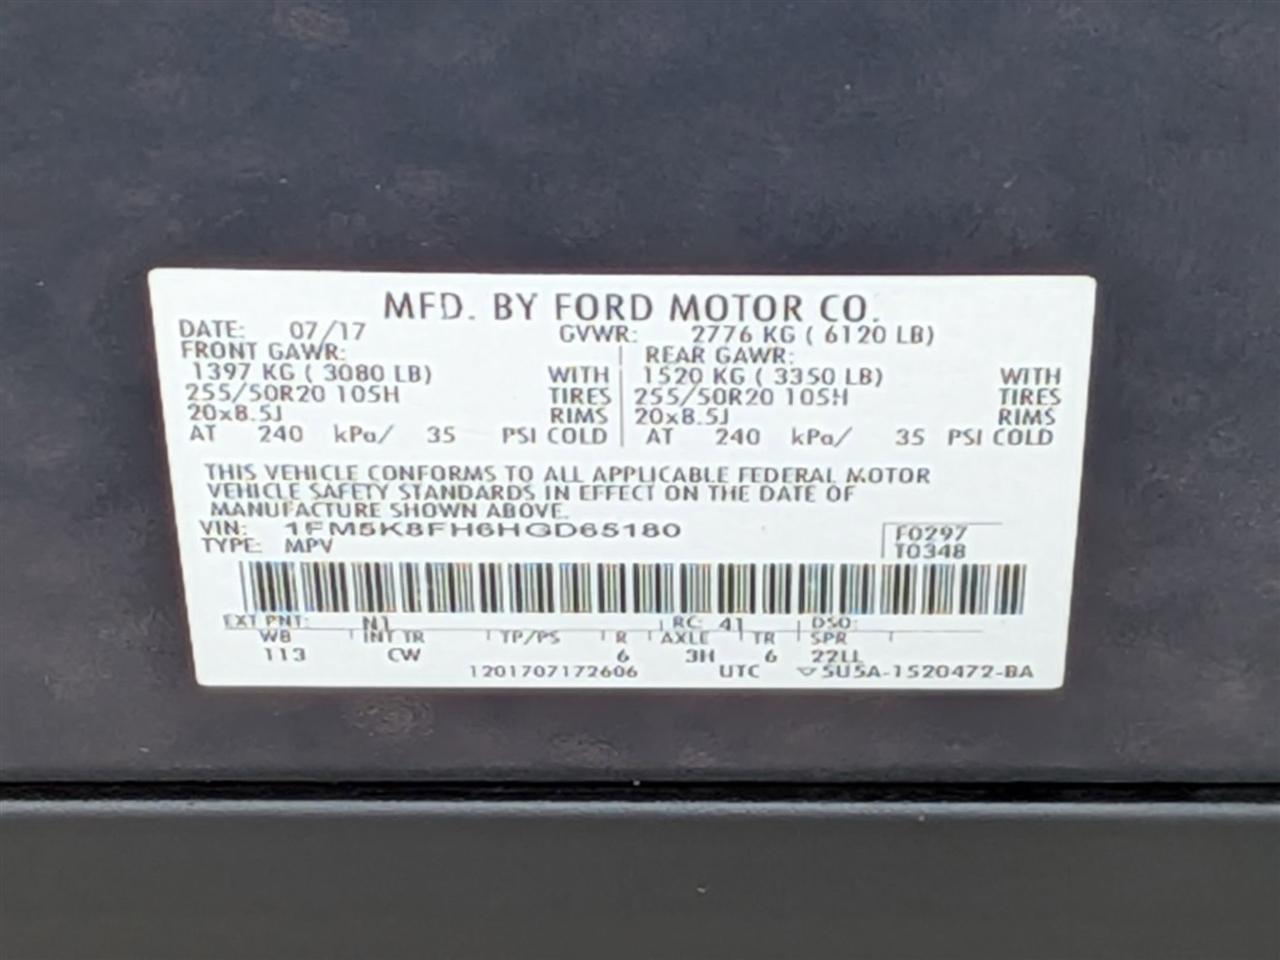 MFD. BY FORD MOTOR CO.
DATE: 07/17 GVWR: 2776 KG ( 6120 LB)
FRONT GAWR: REAR GAWR:
1397 KG ( 3080 LB) WITH 1520 KG ( 3350 LB) WITH
255/50R20 105H TIRES 255/50R20 105H TIRES
20x8.5J RIMS 20x8.5J RIMS
AT 240 kPa/ 35 PSI COLD AT 240 kPa/ 35 PSI COLD
THIS VEHICLE CONFORMS TO ALL APPLICABLE FEDERAL MOTOR
VEHICLE SAFETY STANDARDS IN EFFECT ON THE DATE OF
MANUFACTURE SHOWN ABOVE.
VIN: 1FM5K8FH6HGD65180 F0297
TYPE: MPV T0348
EXT PNT: N1 RC: 41 DSO:
WB INT TR TP/PS R AXLE TR SPR
113 CW 6 3H 6 22LL
1201707172606 UTC ▽5U5A-1520472-BA